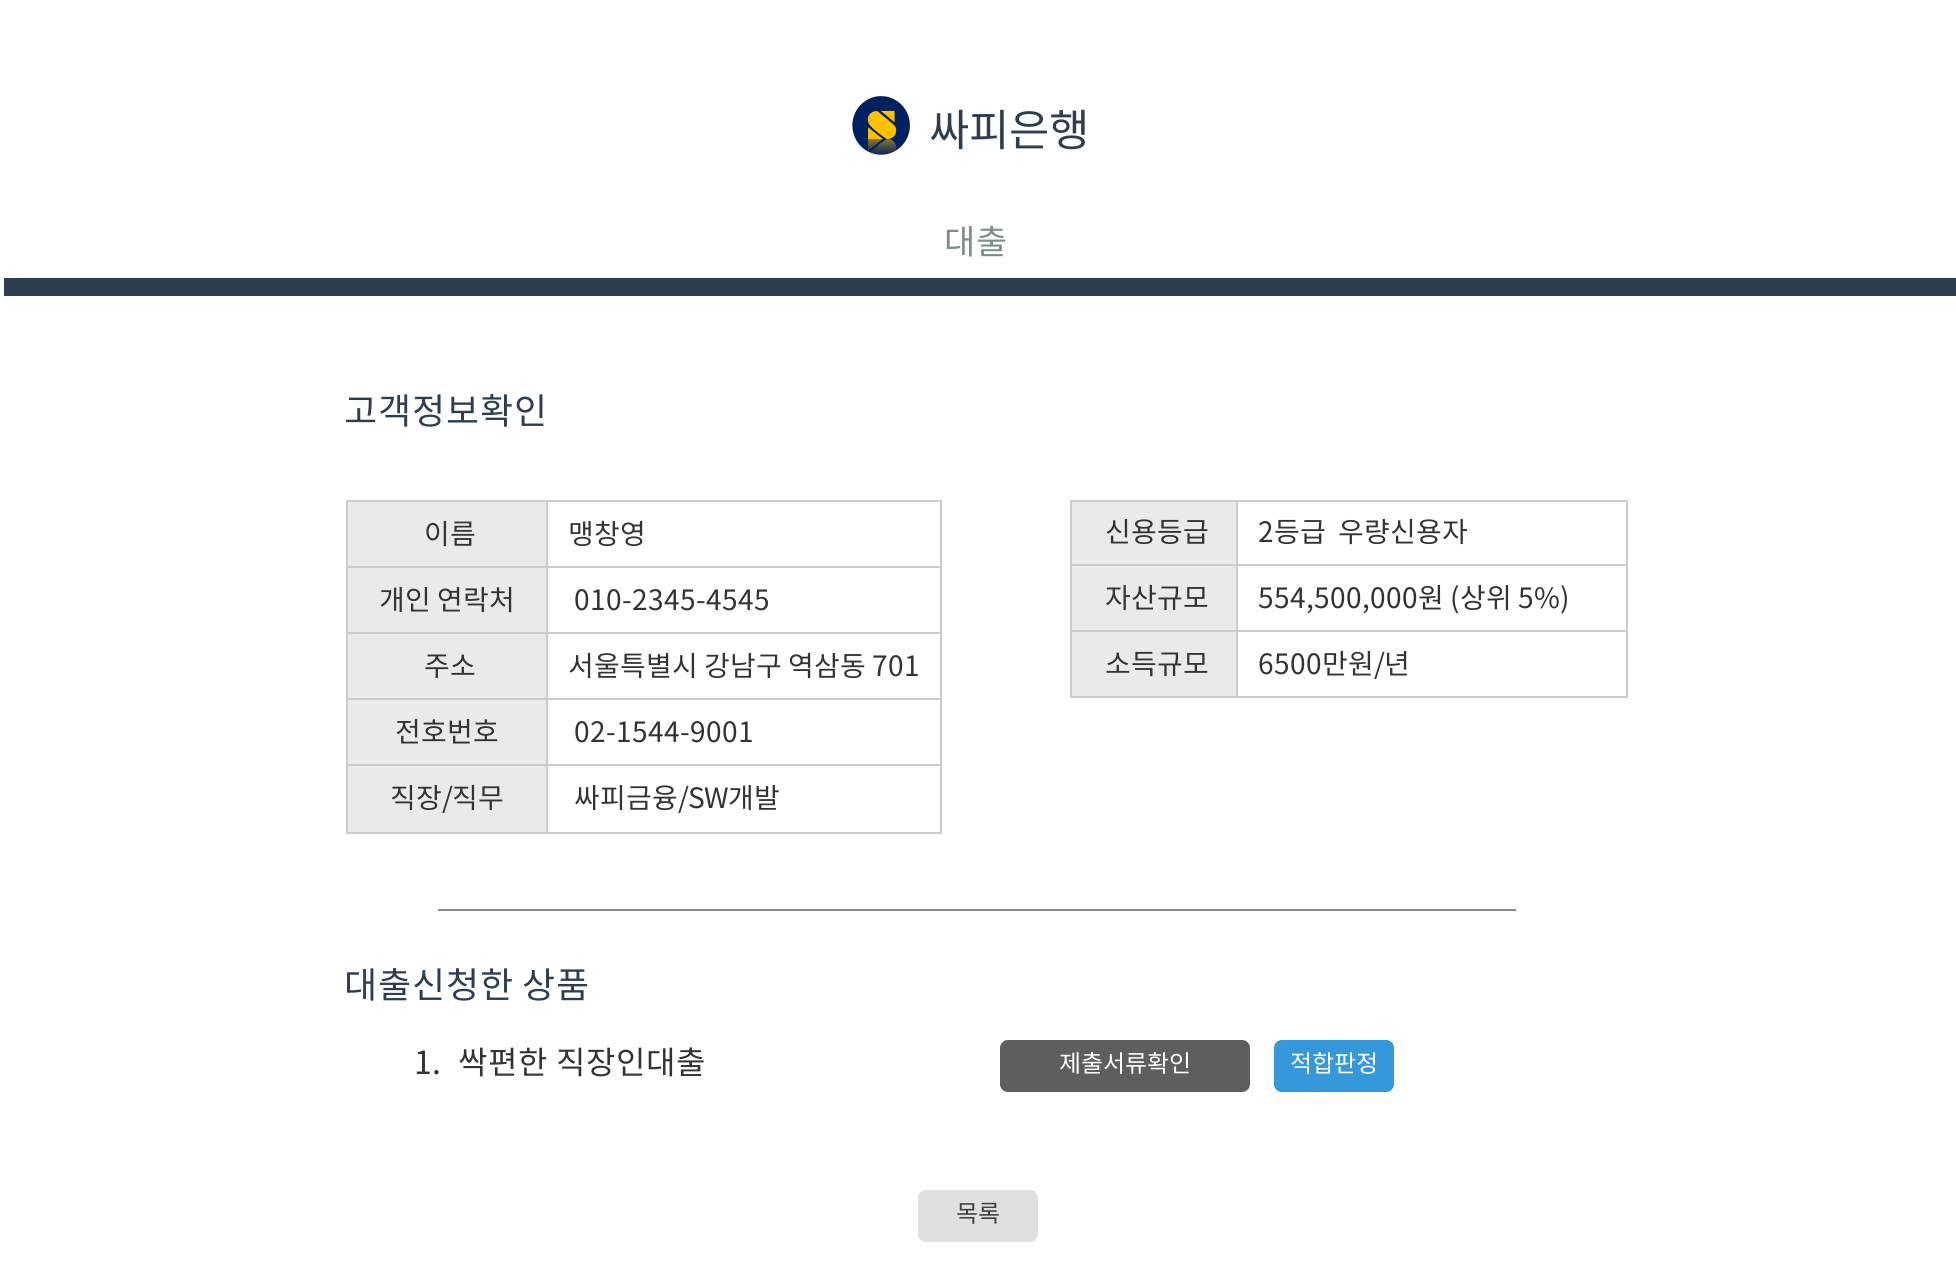 싸피은행
대출
고객정보확인
이름 맹창영
개인 연락처 010-2345-4545
주소 서울특별시 강남구 역삼동 701
전호번호 02-1544-9001
직장/직무 싸피금융/SW개발
신용등급 2등급 우량신용자
자산규모 554,500,000원 (상위 5%)
소득규모 6500만원/년
대출신청한 상품
1. 싹편한 직장인대출 제출서류확인 적합판정
목록